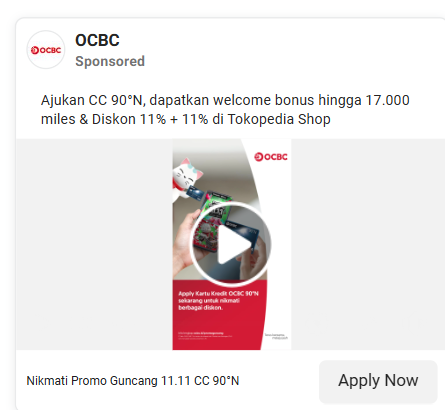 OCBC
OCBC
Sponsored
Ajukan CC 90°N, dapatkan welcome bonus hingga 17.000
miles & Diskon 11% + 11% di Tokopedia Shop
OCBC
Apply Kartu Kredit OCBC 90°N
sekarang untuk nikmati
berbagai diskon.
Nikmati Promo Guncang 11.11 CC 90°N
Apply Now